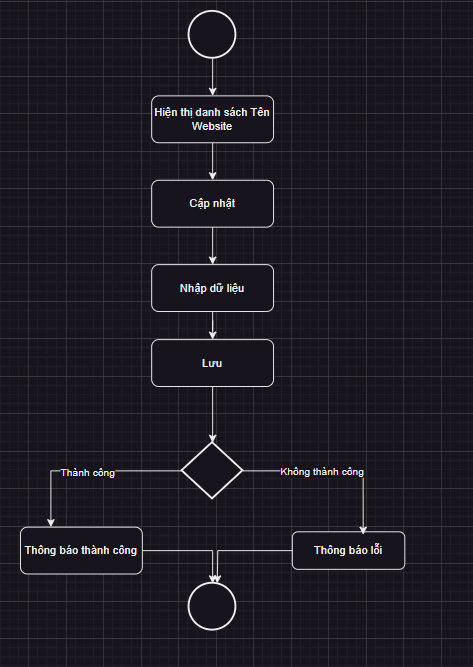 Hiện thị danh sách Tên
Website
Cập nhật
Nhập dữ liệu
Lưu
Thành công
Không thành công
Thông báo thành công
Thông báo lỗi